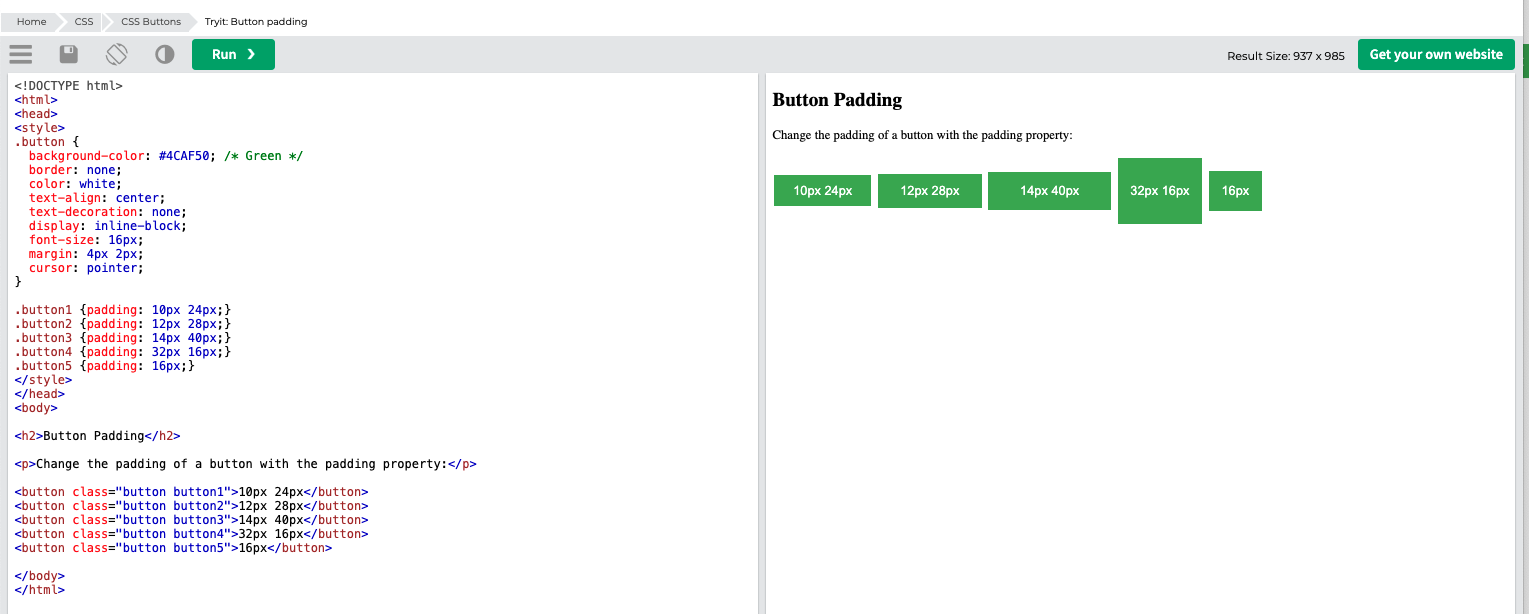 Home CSS CSS Buttons Tryit: Button padding
Run ❯ Result Size: 937 x 985 Get your own website
<!DOCTYPE html>
<html>
<head>
<style>
.button {
  background-color: #4CAF50; /* Green */
  border: none;
  color: white;
  text-align: center;
  text-decoration: none;
  display: inline-block;
  font-size: 16px;
  margin: 4px 2px;
  cursor: pointer;
}
.button1 {padding: 10px 24px;}
.button2 {padding: 12px 28px;}
.button3 {padding: 14px 40px;}
.button4 {padding: 32px 16px;}
.button5 {padding: 16px;}
</style>
</head>
<body>
<h2>Button Padding</h2>
<p>Change the padding of a button with the padding property:</p>
<button class="button button1">10px 24px</button>
<button class="button button2">12px 28px</button>
<button class="button button3">14px 40px</button>
<button class="button button4">32px 16px</button>
<button class="button button5">16px</button>
</body>
</html>
Button Padding
Change the padding of a button with the padding property:
10px 24px 12px 28px 14px 40px 32px 16px 16px